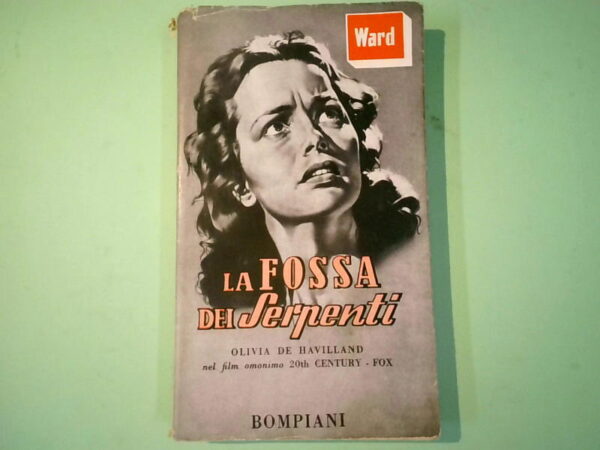 Ward
LA FOSSA
DEI Serpenti
OLIVIA DE HAVILLAND
nel film omonimo 20th CENTURY - FOX
BOMPIANI